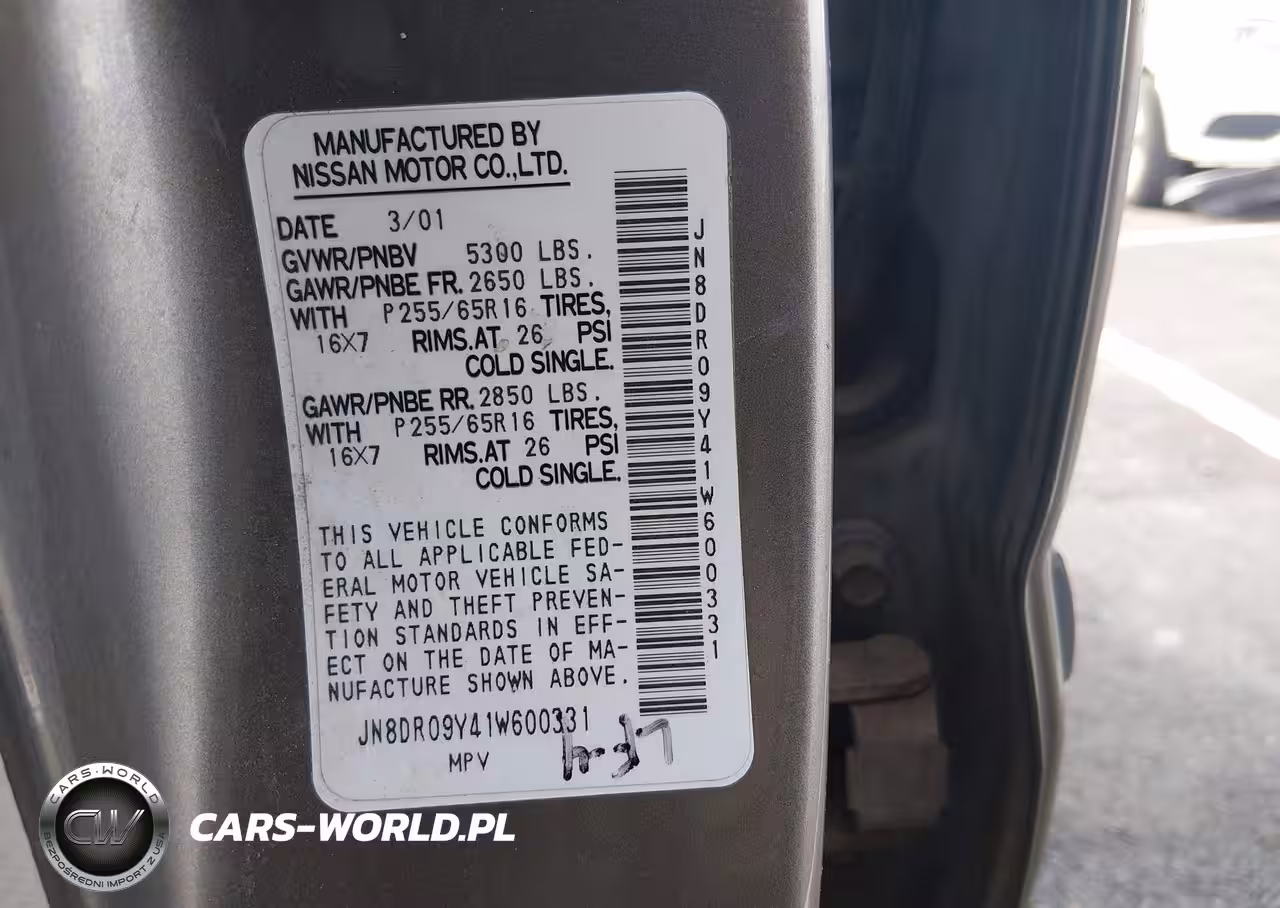 MANUFACTURED BY
NISSAN MOTOR CO.,LTD.
DATE 3/01
GVWR/PNBV 5300 LBS.
GAWR/PNBE FR. 2650 LBS.
WITH P255/65R16 TIRES,
16X7 RIMS.AT 26 PSI
COLD SINGLE.
GAWR/PNBE RR. 2850 LBS.
WITH P255/65R16 TIRES,
16X7 RIMS.AT 26 PSI
COLD SINGLE.
THIS VEHICLE CONFORMS
TO ALL APPLICABLE FED-
ERAL MOTOR VEHICLE SA-
FETY AND THEFT PREVEN-
TION STANDARDS IN EFF-
ECT ON THE DATE OF MA-
NUFACTURE SHOWN ABOVE.
JN8DR09Y41W600331
MPV
JN8DR09Y41W600331
CARS-WORLD
CW
BEZPOŚREDNI IMPORT Z USA
CARS-WORLD.PL